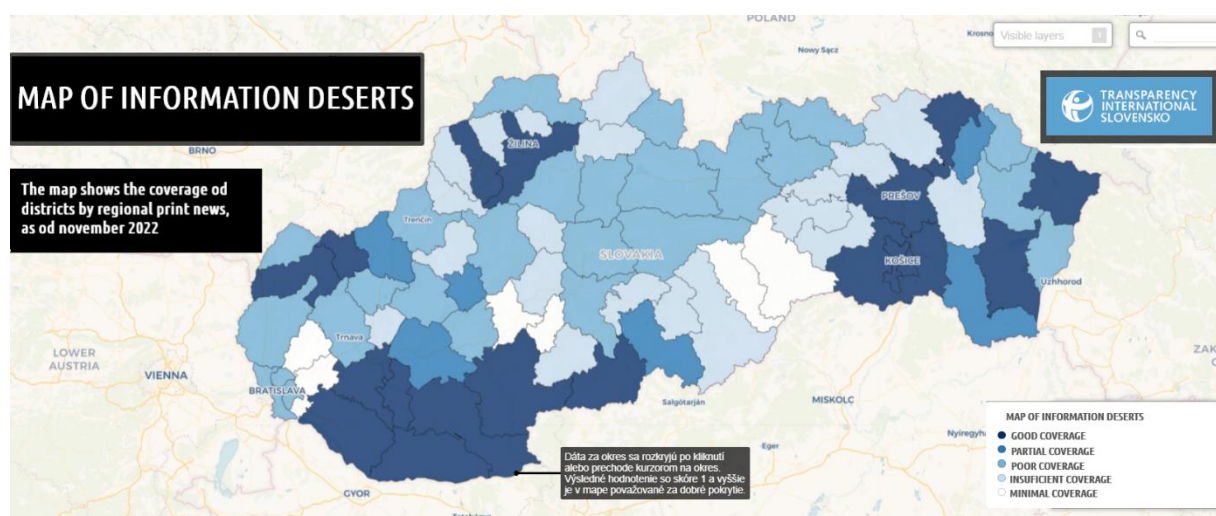 POLAND
Krosno
Visible layers
1
Nowy Sącz
MAP OF INFORMATION DESERTS
TRANSPARENCY
INTERNATIONAL
SLOVENSKO
BRNO
ŽILINA
The map shows the coverage od
districts by regional print news,
as od november 2022
PREŠOV
Trenčín
SLOVAKIA
KOŠICE
Uzhhorod
Trnava
LOWER
AUSTRIA
VIENNA
ZAK
BRATISLAVA
Salgótarján
MISKOLC
MAP OF INFORMATION DESERTS
GOOD COVERAGE
PARTIAL COVERAGE
POOR COVERAGE
INSUFFICIENT COVERAGE
MINIMAL COVERAGE
Nyíregyh
Eger
Dáta za okres sa rozkryjú po kliknutí
alebo prechode kurzorom na okres.
Výsledné hodnotenie so skóre 1 a vyššie
je v mape považované za dobré pokrytie.
GYOR